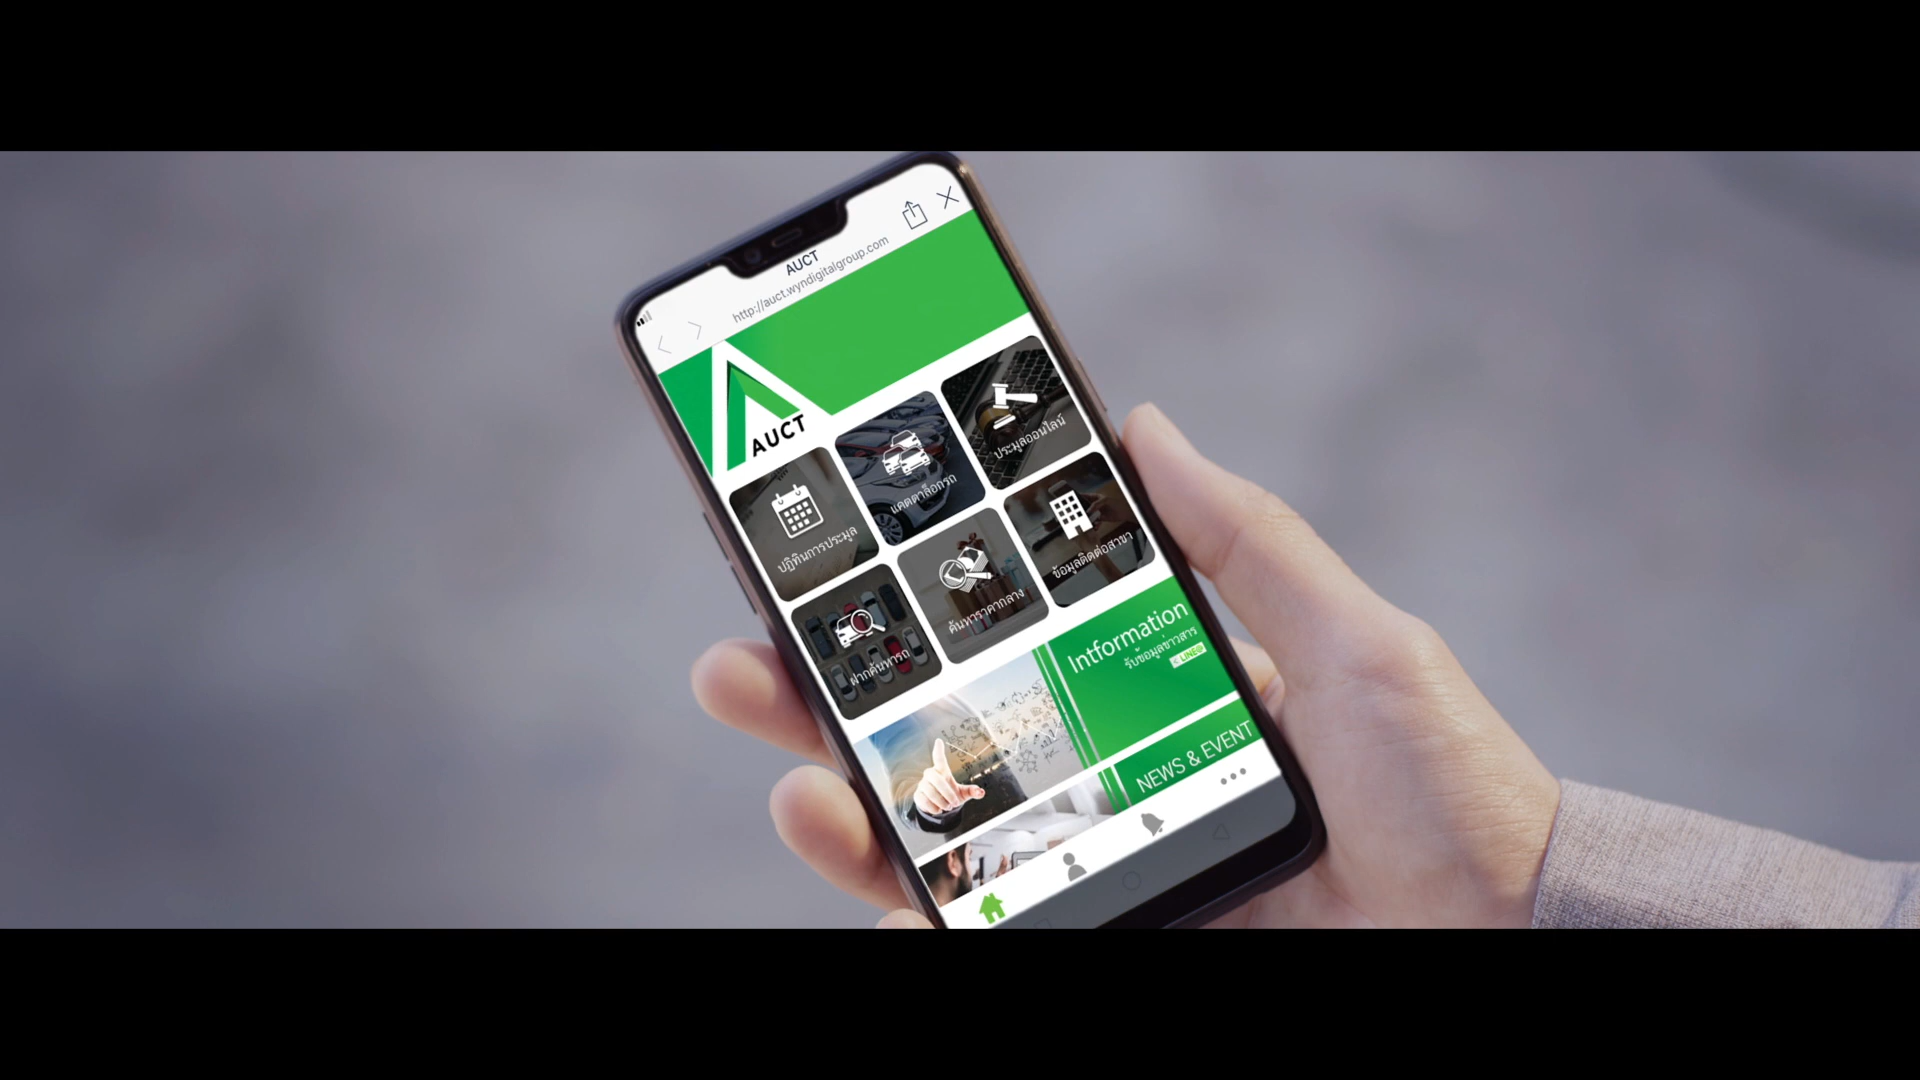 AUCT
http://auct.wyndigitalgroup.com
AUCT
ปฏิทินการประมูล
แคตตาล็อกรถ
ประมูลออนไลน์
ฝากค้นหารถ
ค้นหาราคากลาง
ข้อมูลติดต่อสาขา
Intformation
รับข้อมูลข่าวสาร
LINE@
NEWS & EVENT